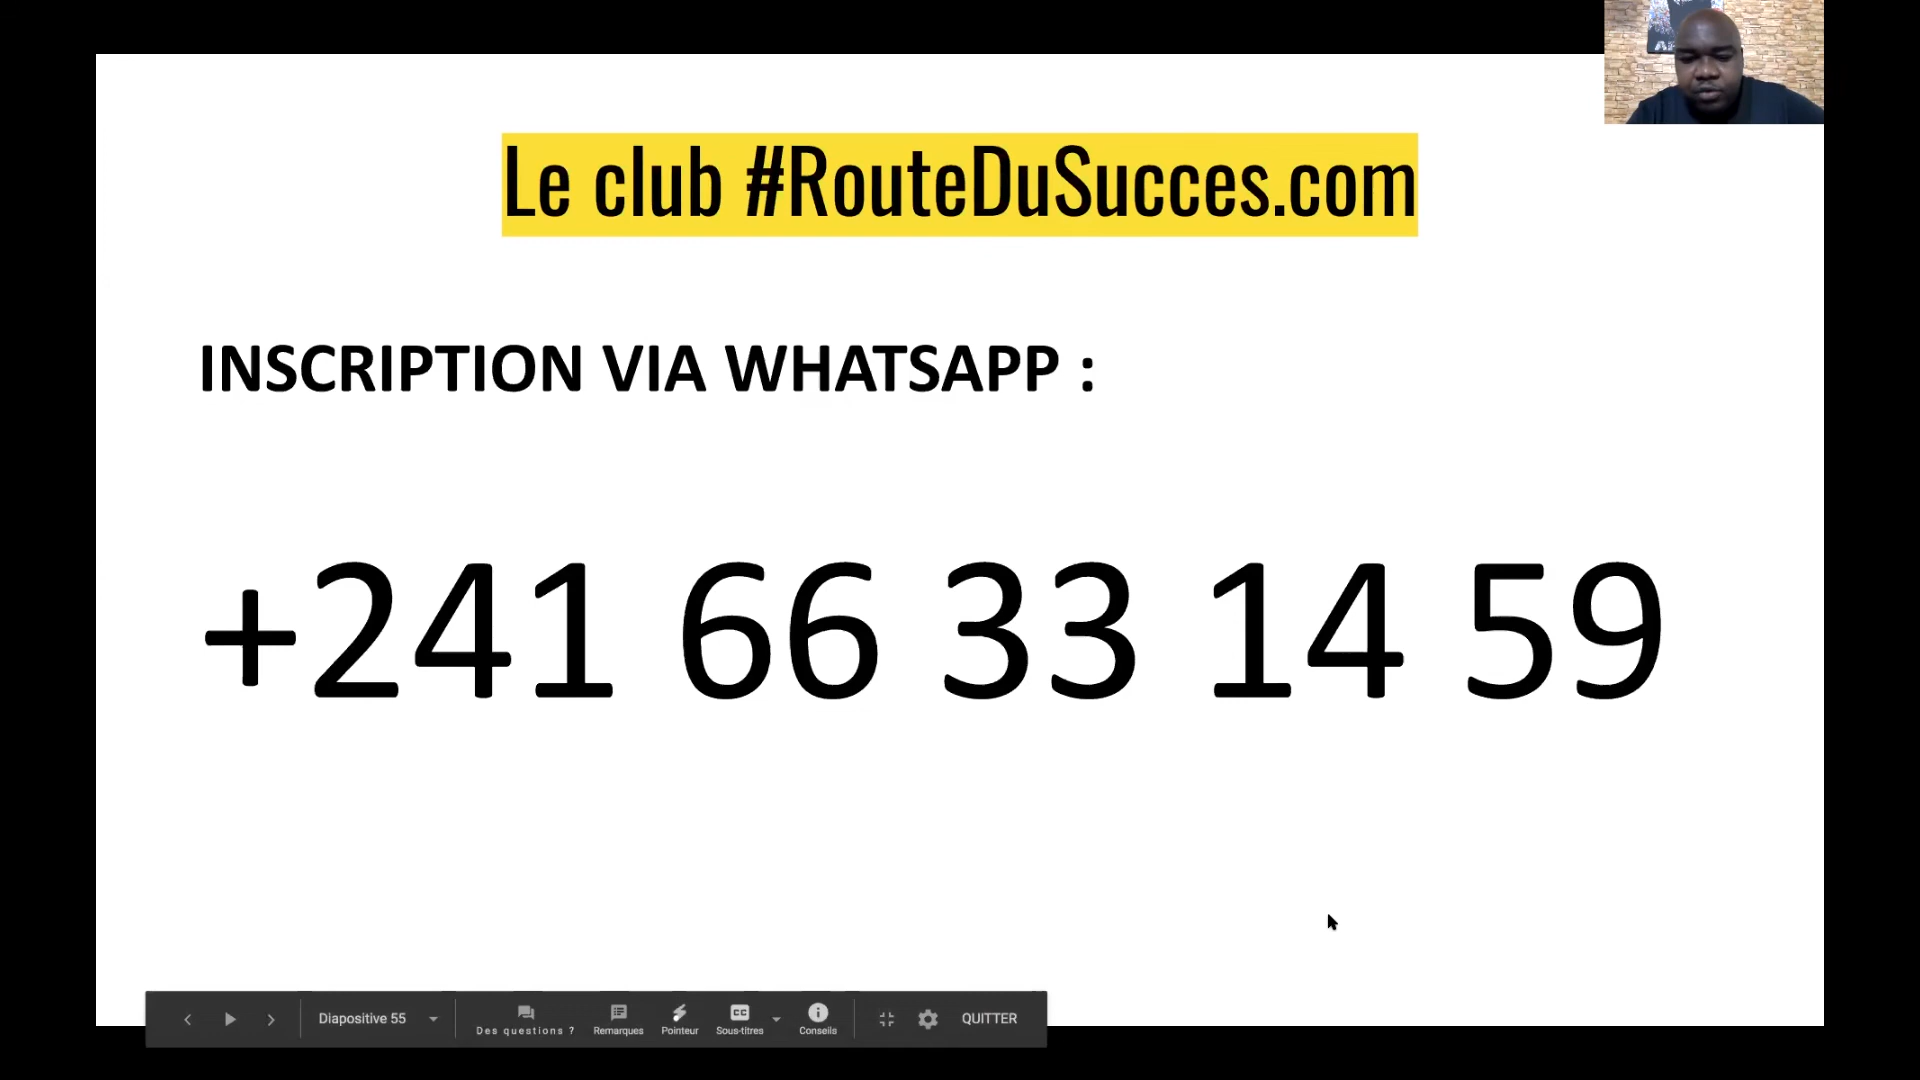 Le club #RouteDuSucces.com
INSCRIPTION VIA WHATSAPP :
+241 66 33 14 59
Diapositive 55
Des questions ?
Remarques
Pointeur
CC
Sous-titres
Conseils
QUITTER